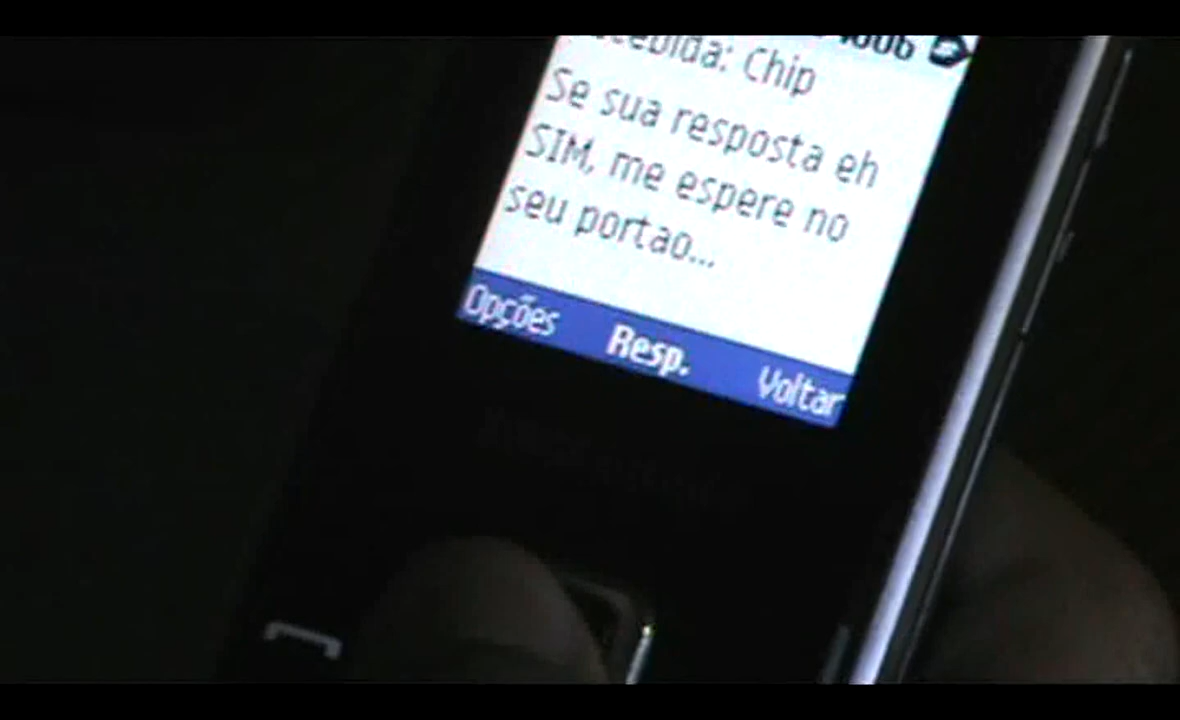 Chip
Se sua resposta eh
SIM, me espere no
seu portao...
Opções Resp. Voltar